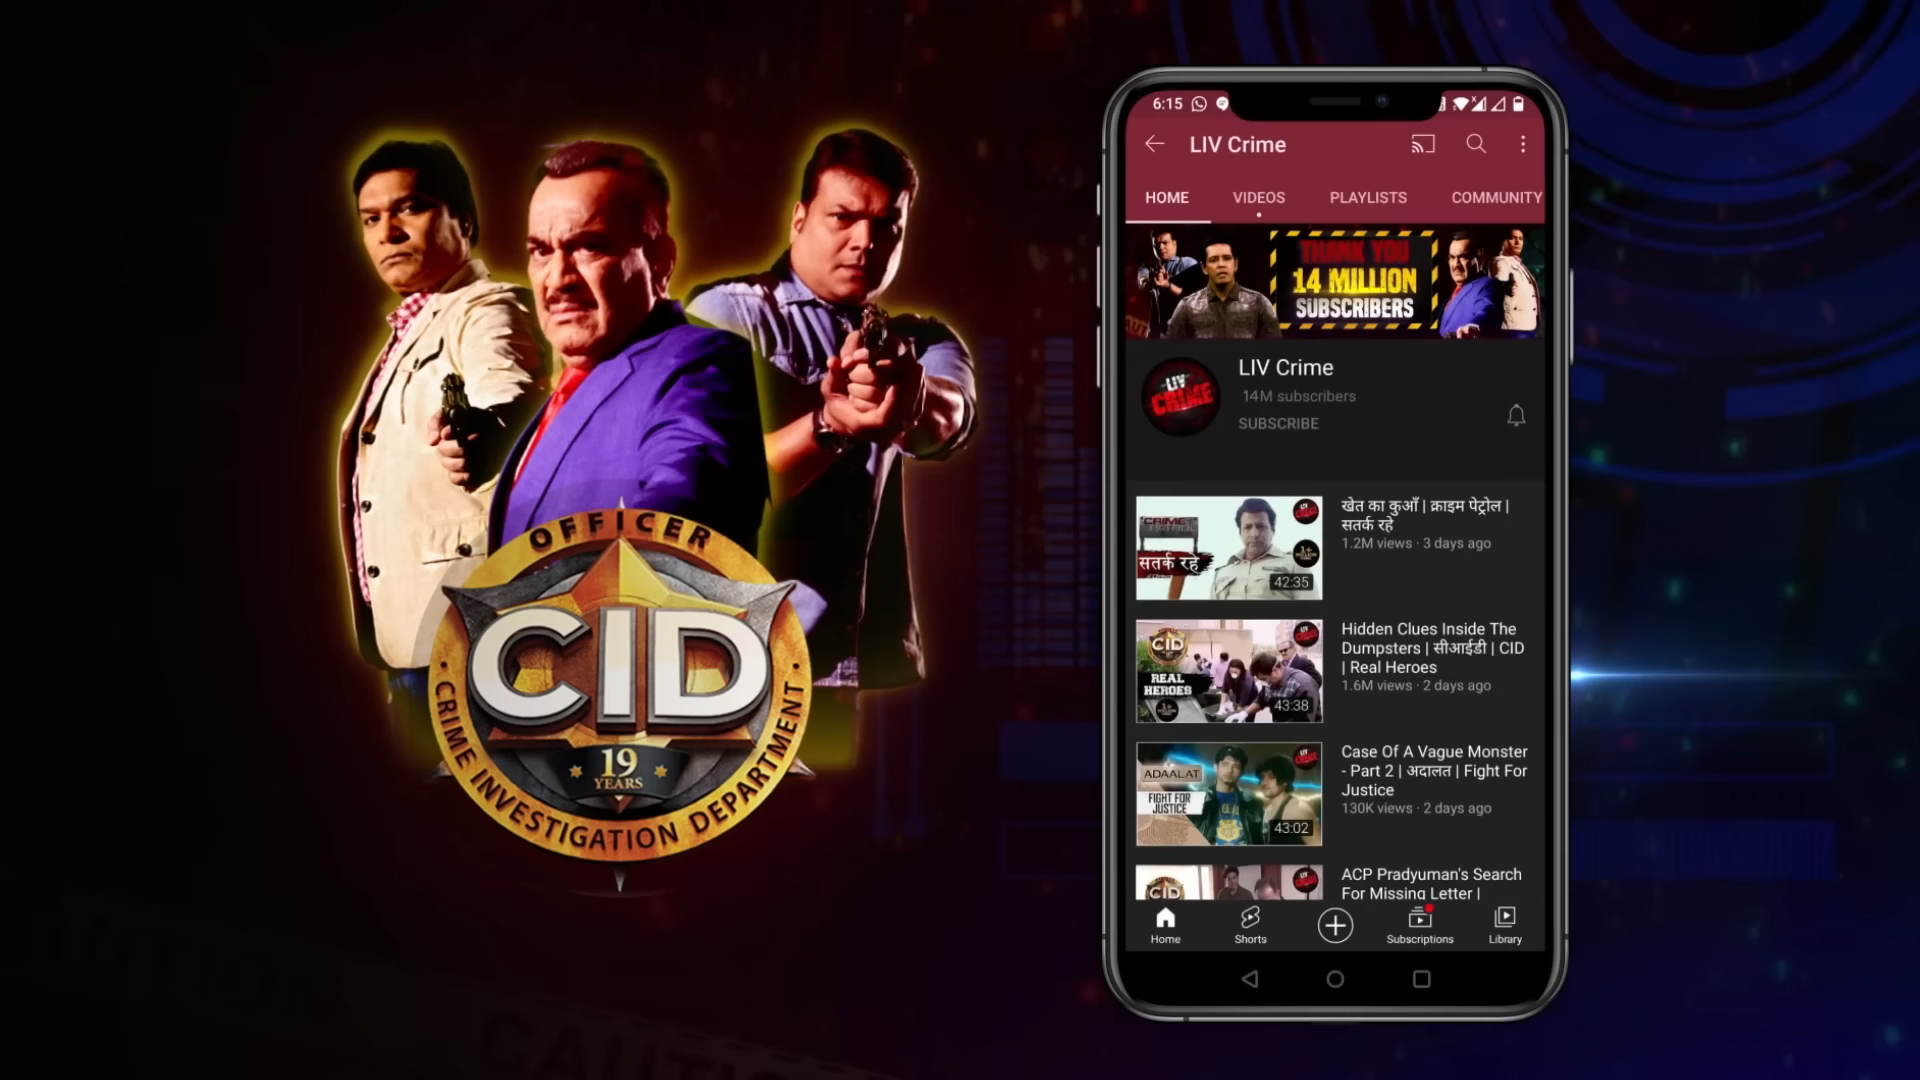 OFFICER
CID
19
YEARS
CRIME INVESTIGATION DEPARTMENT
6:15
LIV Crime
HOME VIDEOS PLAYLISTS COMMUNITY
THANK YOU
14 MILLION
SUBSCRIBERS
LIV
CRIME
LIV Crime
14M subscribers
SUBSCRIBE
सतर्क रहे
42:35
खेत का कुआँ | क्राइम पेट्रोल |
सतर्क रहे
1.2M views · 3 days ago
CID
REAL
HEROES
43:38
Hidden Clues Inside The
Dumpsters | सीआईडी | CID
| Real Heroes
1.6M views · 2 days ago
ADAALAT
FIGHT FOR
JUSTICE
43:02
Case Of A Vague Monster
- Part 2 | अदालत | Fight For
Justice
130K views · 2 days ago
CID
ACP Pradyuman's Search
For Missing Letter |
Home Shorts Subscriptions Library